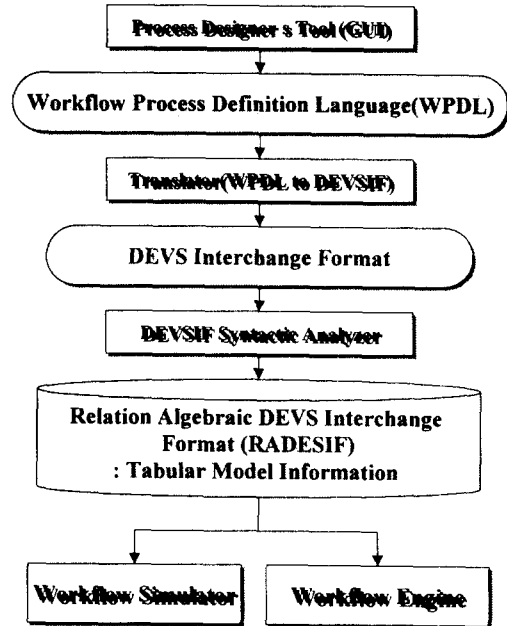 Process Designer s Tool (GUI)
Workflow Process Definition Language(WPDL)
Translator(WPDL to DEVSIF)
DEVS Interchange Format
DEVSIF Syntactic Analyzer
Relation Algebraic DEVS Interchange
Format (RADESIF)
: Tabular Model Information
Workflow Simulator
Workflow Engine